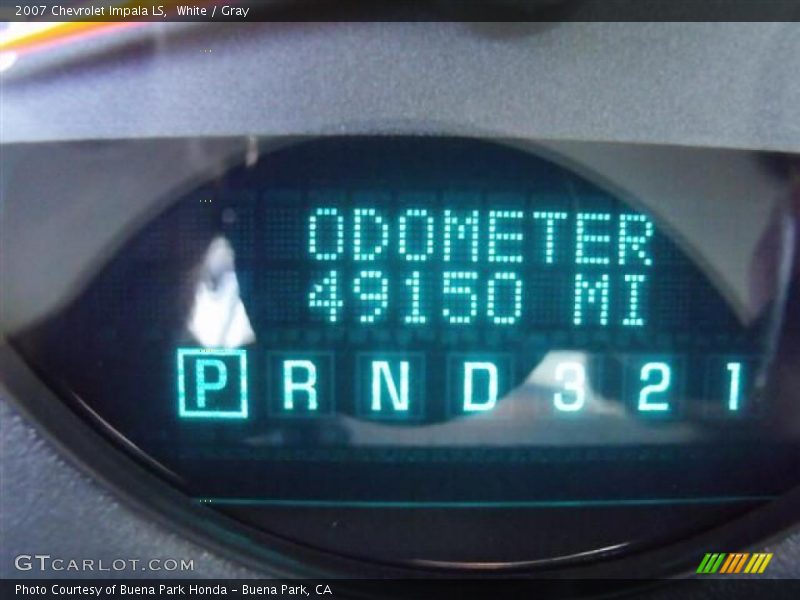 2007 Chevrolet Impala LS, White / Gray
ODOMETER
49150 MI
P R N D 3 2 1
GTCARLOT.COM
Photo Courtesy of Buena Park Honda - Buena Park, CA